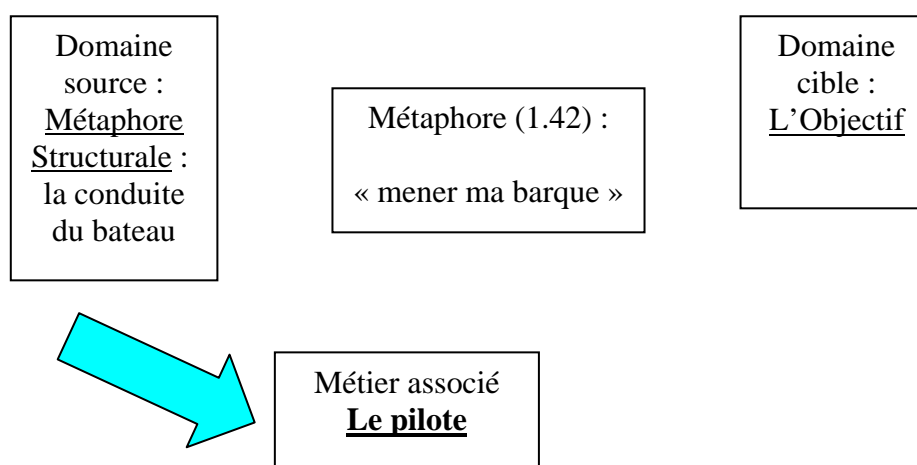 Domaine
source :
Métaphore
Structurale :
la conduite
du bateau
Métaphore (1.42) :
« mener ma barque »
Domaine
cible :
L’Objectif
Métier associé
Le pilote